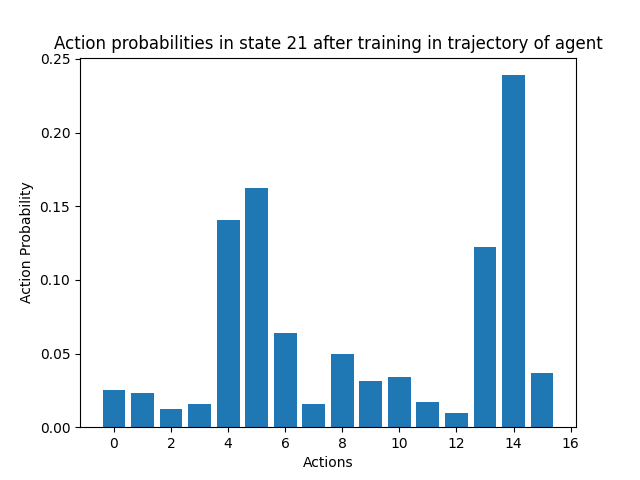 Action probabilities in state 21 after training in trajectory of agent
0.25
0.20
0.15
0.10
0.05
0.00
Action Probability
0 2 4 6 8 10 12 14 16
Actions